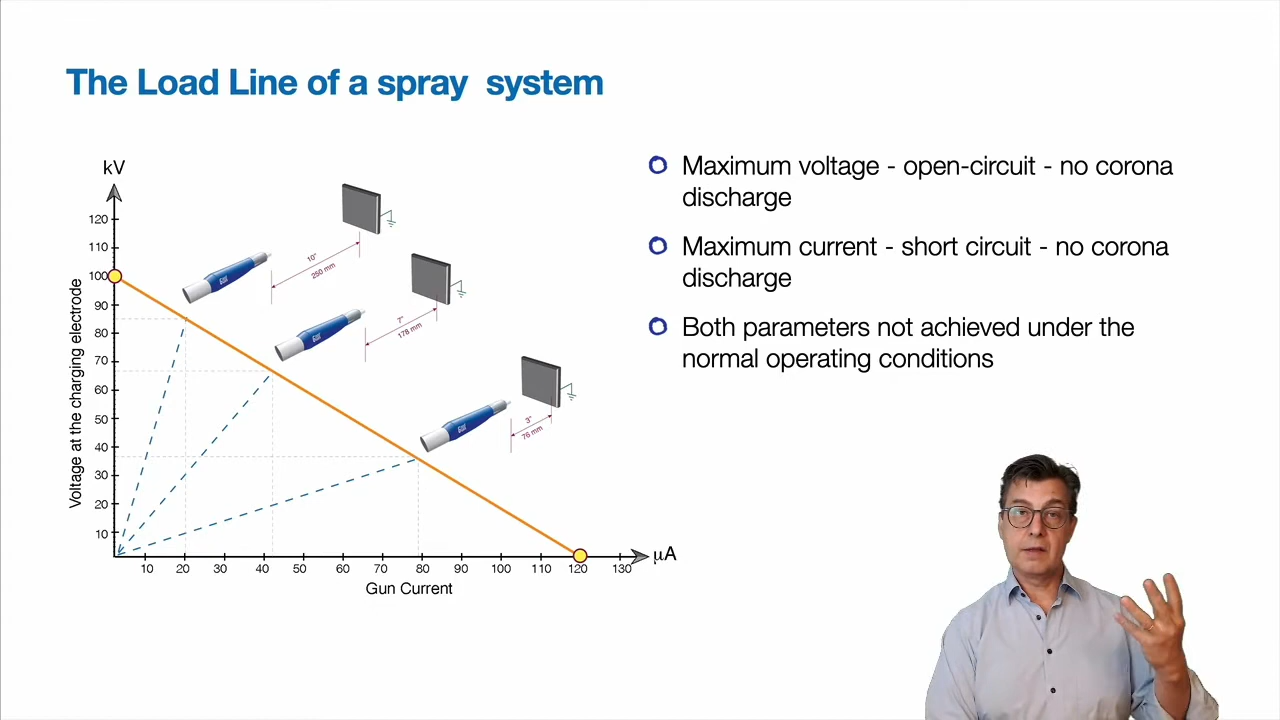 The Load Line of a spray system
kV
120
110
100
90
80
70
60
50
40
30
20
10
Voltage at the charging electrode
10"
250 mm
7"
178 mm
3"
76 mm
10 20 30 40 50 60 70 80 90 100 110 120 130
μA
Gun Current
Maximum voltage - open-circuit - no corona
discharge
Maximum current - short circuit - no corona
discharge
Both parameters not achieved under the
normal operating conditions